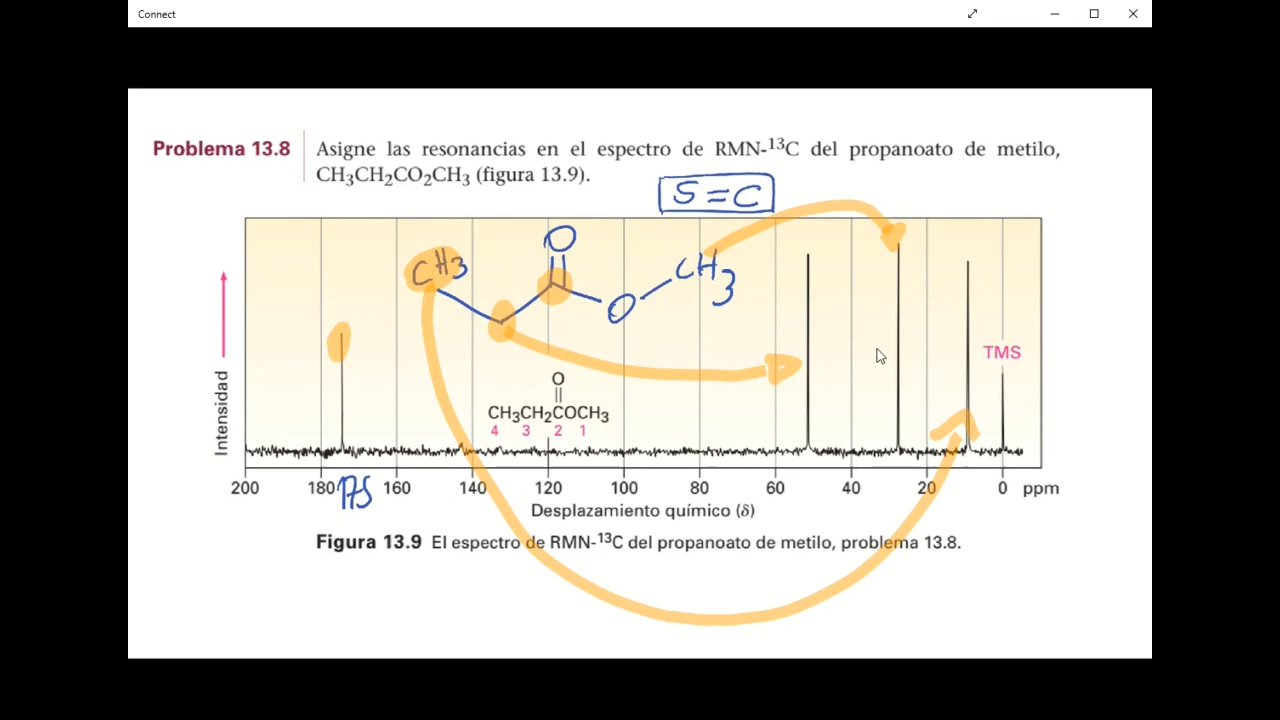 Connect
Problema 13.8 Asigne las resonancias en el espectro de RMN-¹³C del propanoato de metilo,
CH₃CH₂CO₂CH₃ (figura 13.9).
S = C
O
CH3
CH3
O
TMS
O
CH₃CH₂COCH₃
4 3 2 1
Intensidad
200 180 160 140 120 100 80 60 40 20 0 ppm
175
Desplazamiento químico (δ)
Figura 13.9 El espectro de RMN-¹³C del propanoato de metilo, problema 13.8.